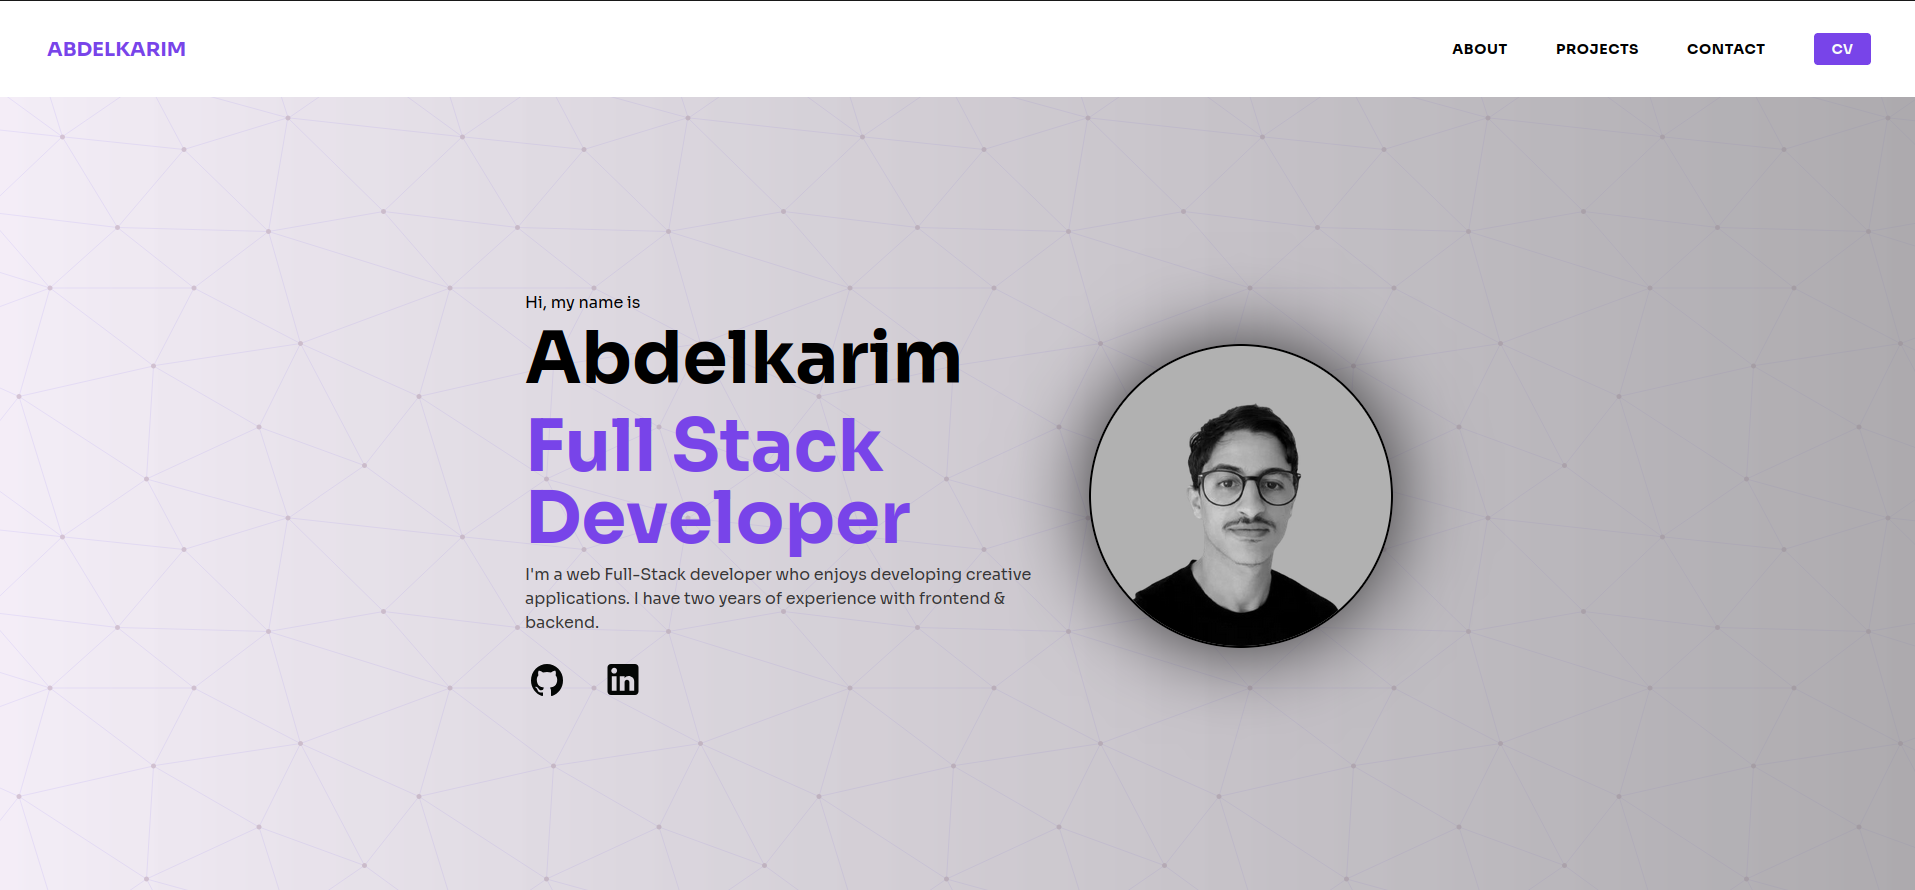 ABDELKARIM
ABOUT
PROJECTS
CONTACT
CV
Hi, my name is
Abdelkarim
Full Stack
Developer
I'm a web Full-Stack developer who enjoys developing creative
applications. I have two years of experience with frontend &
backend.
in